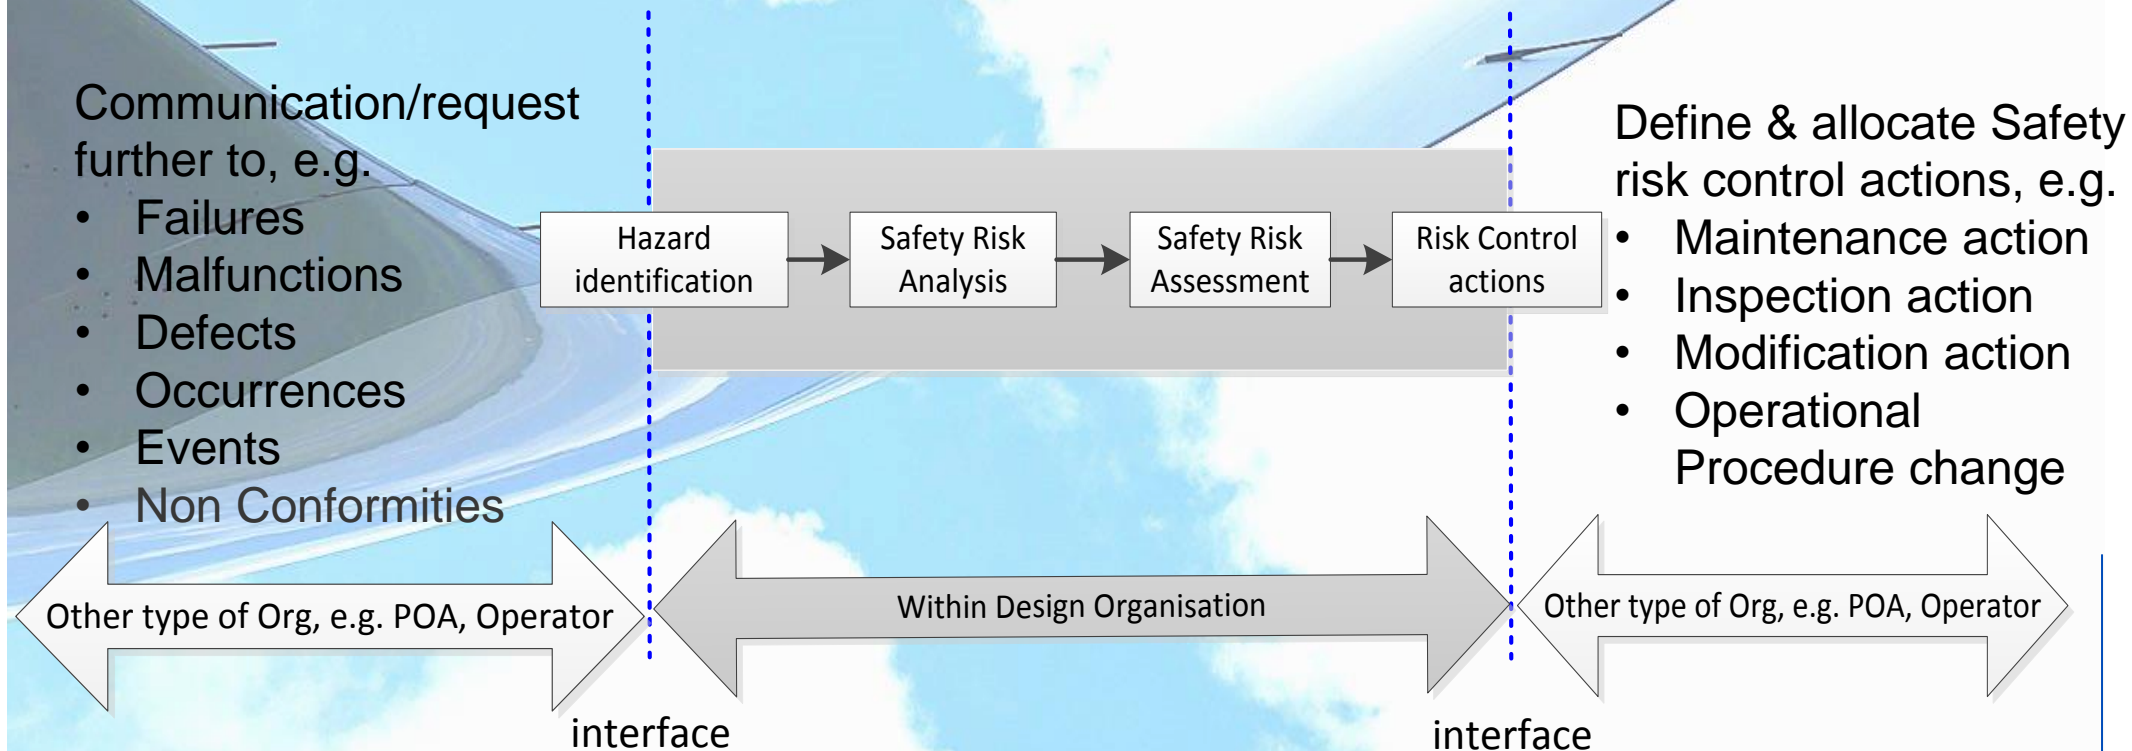 Communication/request
further to, e.g.
• Failures
• Malfunctions
• Defects
• Occurrences
• Events
• Non Conformities
Hazard
identification
Safety Risk
Analysis
Safety Risk
Assessment
Risk Control
actions
Define & allocate Safety
risk control actions, e.g.
• Maintenance action
• Inspection action
• Modification action
• Operational
Procedure change
Other type of Org, e.g. POA, Operator
Within Design Organisation
Other type of Org, e.g. POA, Operator
interface
interface